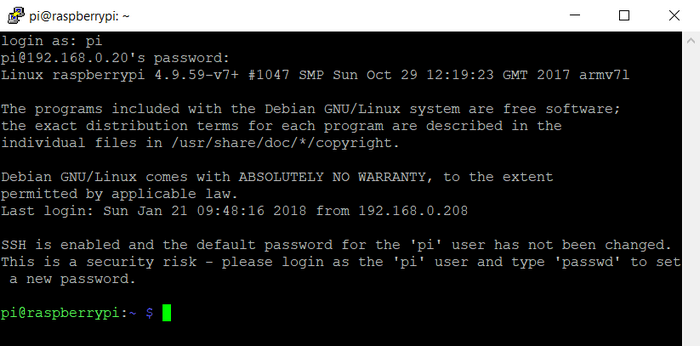 pi@raspberrypi: ~
login as: pi
pi@192.168.0.20's password:
Linux raspberrypi 4.9.59-v7+ #1047 SMP Sun Oct 29 12:19:23 GMT 2017 armv7l
The programs included with the Debian GNU/Linux system are free software;
the exact distribution terms for each program are described in the
individual files in /usr/share/doc/*/copyright.
Debian GNU/Linux comes with ABSOLUTELY NO WARRANTY, to the extent
permitted by applicable law.
Last login: Sun Jan 21 09:48:16 2018 from 192.168.0.208
SSH is enabled and the default password for the 'pi' user has not been changed.
This is a security risk - please login as the 'pi' user and type 'passwd' to set
 a new password.
pi@raspberrypi:~ $